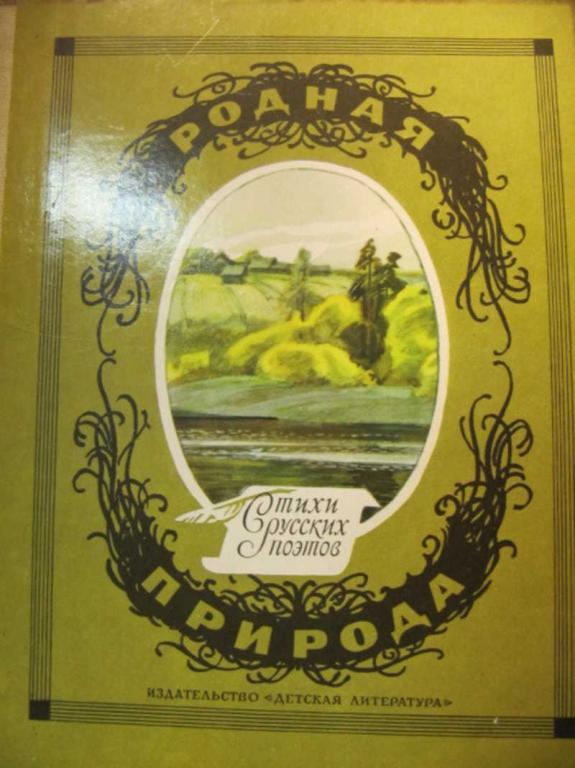 РОДНАЯ
Стихи
русских
поэтов
ПРИРОДА
ИЗДАТЕЛЬСТВО «ДЕТСКАЯ ЛИТЕРАТУРА»